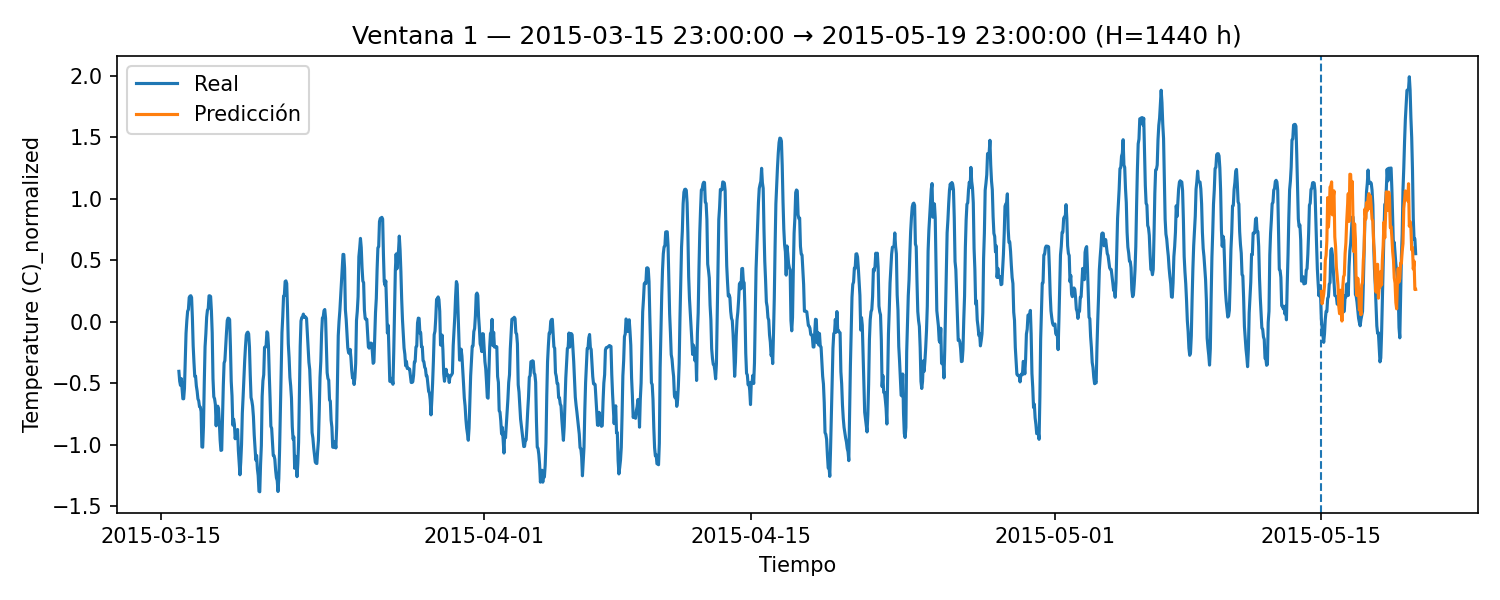 Ventana 1 — 2015-03-15 23:00:00 → 2015-05-19 23:00:00 (H=1440 h)
Real
Predicción
Temperature (C)_normalized
2.0
1.5
1.0
0.5
0.0
−0.5
−1.0
−1.5
2015-03-15
2015-04-01
2015-04-15
2015-05-01
2015-05-15
Tiempo